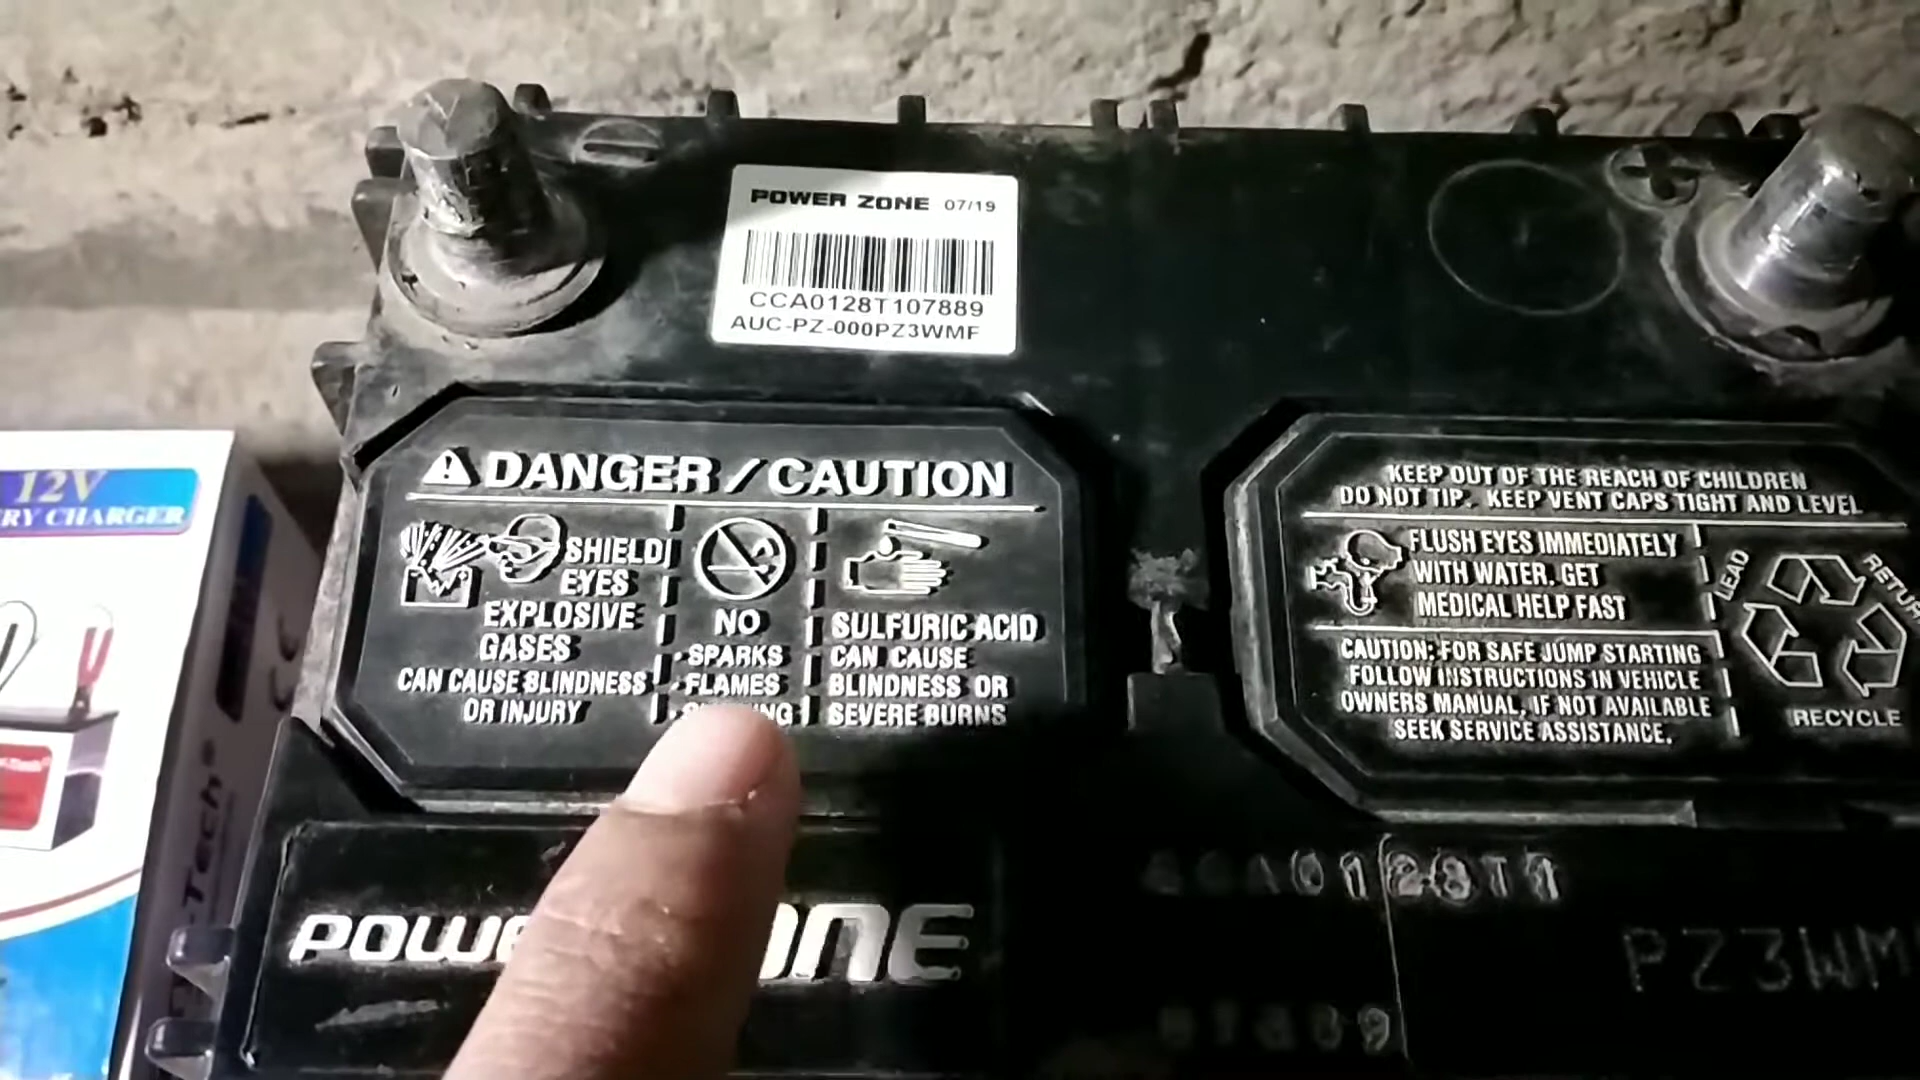 POWER ZONE 07/19
CCA0128T107889
AUC-PZ-000PZ3WMF
DANGER / CAUTION
SHIELD
EYES
EXPLOSIVE
GASES
CAN CAUSE BLINDNESS
OR INJURY
NO
• SPARKS
• FLAMES
SULFURIC ACID
CAN CAUSE
BLINDNESS OR
SEVERE BURNS
KEEP OUT OF THE REACH OF CHILDREN
DO NOT TIP. KEEP VENT CAPS TIGHT AND LEVEL
FLUSH EYES IMMEDIATELY
WITH WATER. GET
MEDICAL HELP FAST
CAUTION: FOR SAFE JUMP STARTING
FOLLOW INSTRUCTIONS IN VEHICLE
OWNERS MANUAL, IF NOT AVAILABLE
SEEK SERVICE ASSISTANCE.
LEAD
RETUR
RECYCLE
12V
RY CHARGER
CE
-Tech
POWE
ONE
PZ3WM